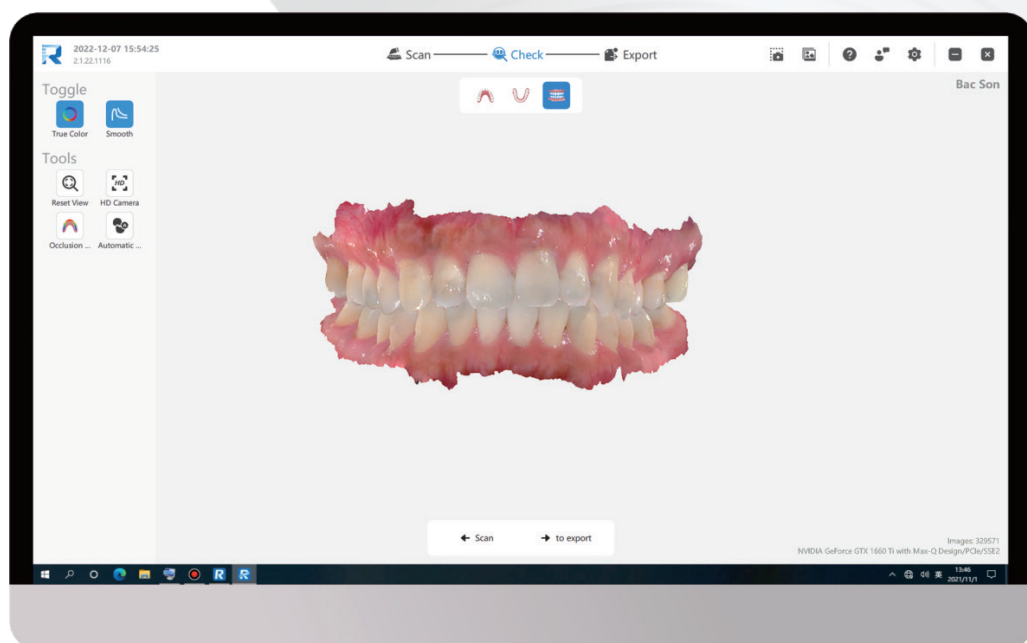 2022-12-07 15:54:25
2.1.22.1116
Scan
Check
Export
Bac Son
Toggle
True Color
Smooth
Tools
Reset View
HD Camera
HD
Occlusion ...
Automatic ...
Scan
to export
Images: 329571
NVIDIA GeForce GTX 1660 Ti with Max-Q Design/PCIe/SSE2
英
13:46
2021/11/1